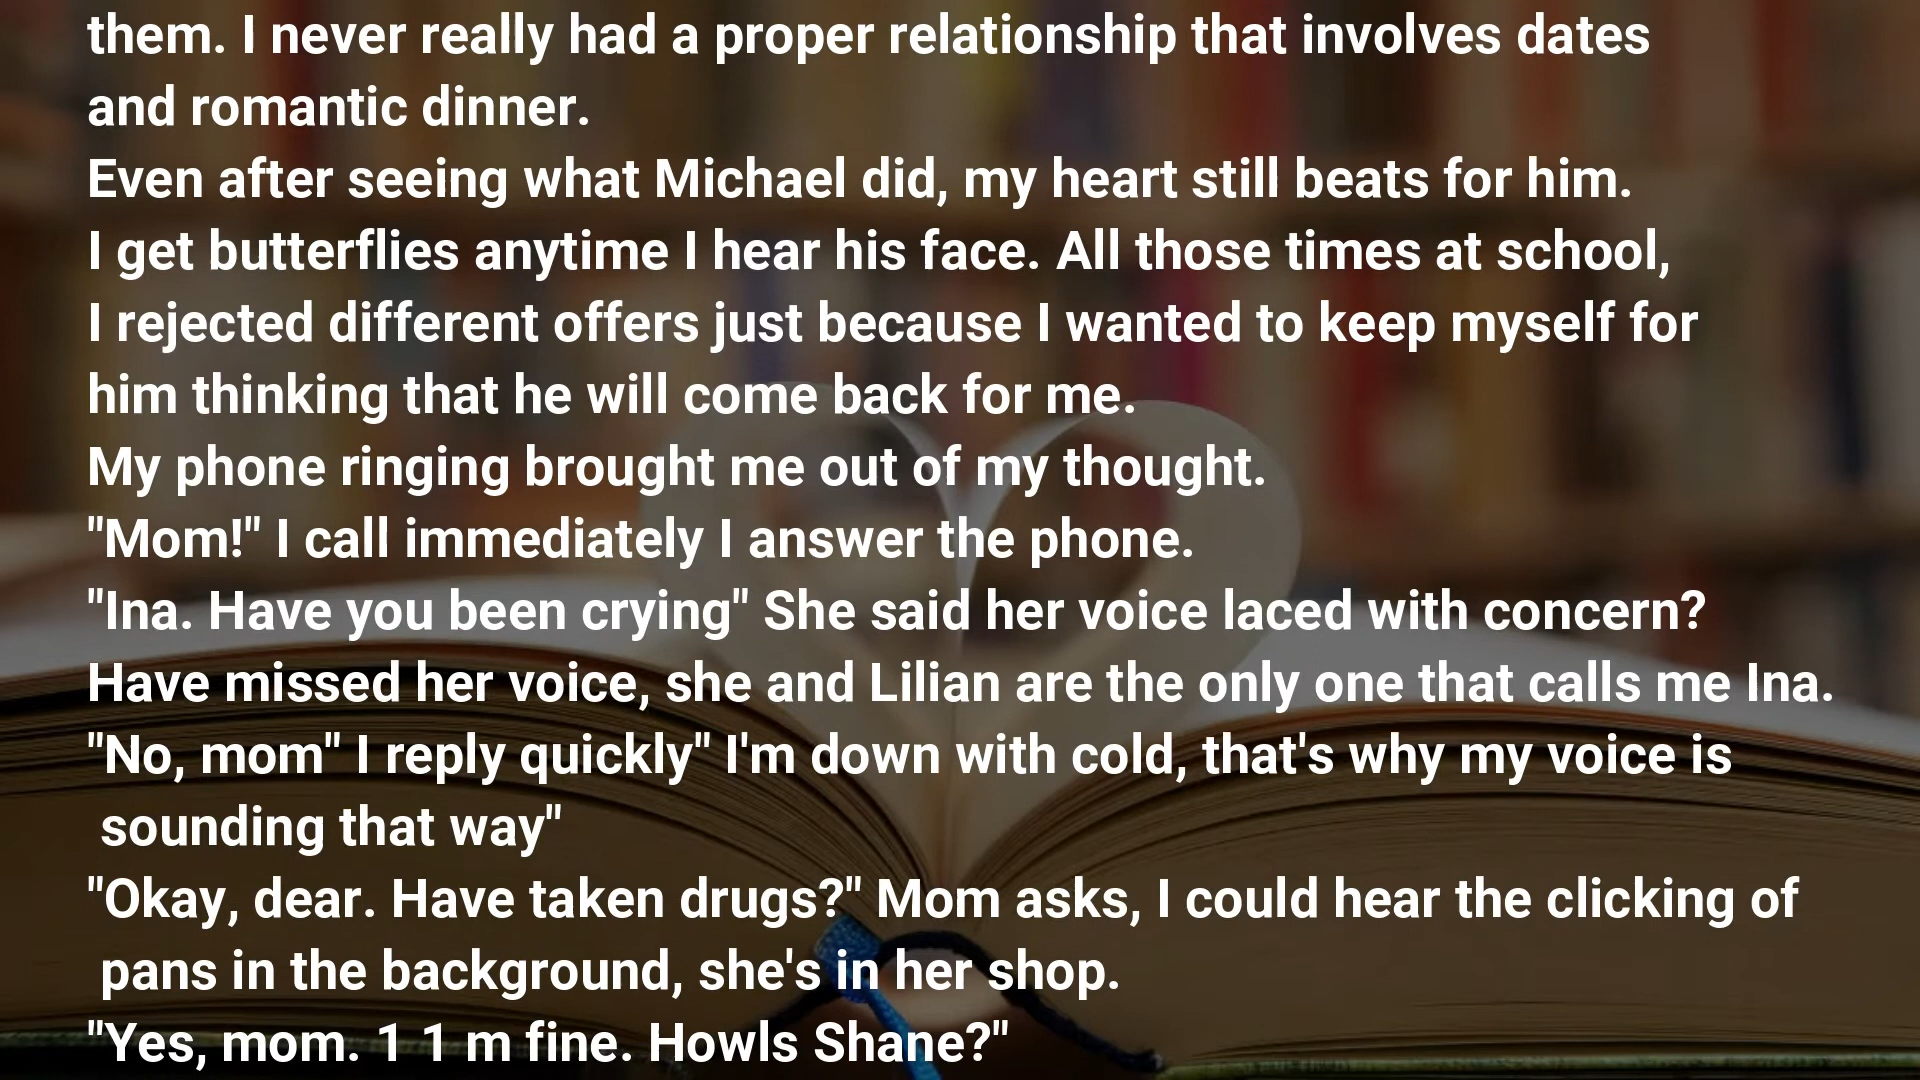 them. I never really had a proper relationship that involves dates
and romantic dinner.
Even after seeing what Michael did, my heart still beats for him.
I get butterflies anytime I hear his face. All those times at school,
I rejected different offers just because I wanted to keep myself for
him thinking that he will come back for me.
My phone ringing brought me out of my thought.
"Mom!" I call immediately I answer the phone.
"Ina. Have you been crying" She said her voice laced with concern?
Have missed her voice, she and Lilian are the only one that calls me Ina.
"No, mom" I reply quickly" I'm down with cold, that's why my voice is
sounding that way"
"Okay, dear. Have taken drugs?" Mom asks, I could hear the clicking of
pans in the background, she's in her shop.
"Yes, mom. 1 1 m fine. Howls Shane?"